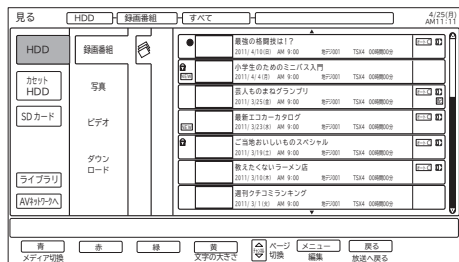 見る HDD 録画番組 すべて 4/25(月)
AM11:11
HDD
カセット
HDD
SDカード
ライブラリ
AVネットワークへ
録画番組
写真
ビデオ
ダウン
ロード
最強の格闘技は!?
2011/ 4/10(日) AM 9:00 地デジ001 TSX4 00時間00分
小学生のためのミニバス入門
NEW 2011/ 4/ 4(月) AM 9:00 地デジ001 TSX4 00時間00分
芸人ものまねグランプリ
2011/ 3/25(金) AM 9:00 地デジ001 TSX4 00時間00分
最新エコカーカタログ
NEW 2011/ 3/23(水) AM 9:00 地デジ001 TSX4 00時間00分
ご当地おいしいものスペシャル
2011/ 3/19(土) AM 9:00 地デジ001 TSX4 00時間00分
教えたくないラーメン店
2011/ 3/10(木) AM 9:00 地デジ001 TSX4 00時間00分
週刊クチコミランキング
2011/ 3/ 1(火) AM 9:00 地デジ001 TSX4 00時間00分
青 赤 緑 黄 ページ メニュー 戻る
メディア切換 文字の大きさ 切換 編集 放送へ戻る